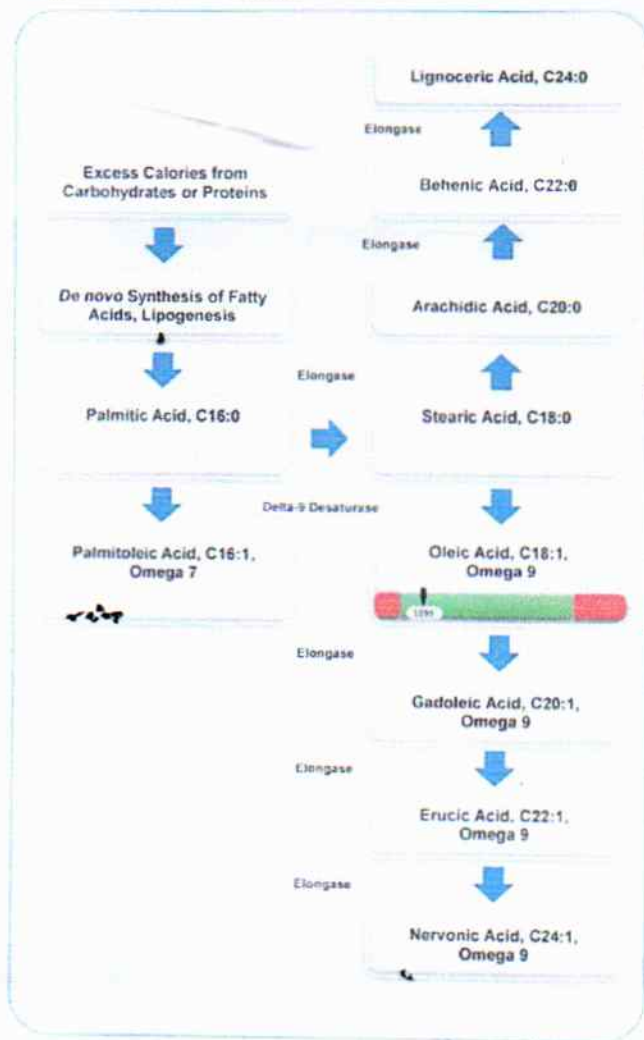 Lignoceric Acid, C24:0
Elongase
Excess Calories from
Carbohydrates or Proteins
Behenic Acid, C22:0
Elongase
De novo Synthesis of Fatty
Acids, Lipogenesis
Arachidic Acid, C20:0
Elongase
Palmitic Acid, C16:0
Stearic Acid, C18:0
Delta-9 Desaturase
Palmitoleic Acid, C16:1,
Omega 7
Oleic Acid, C18:1,
Omega 9
Elongase
Gadoleic Acid, C20:1,
Omega 9
Elongase
Erucic Acid, C22:1,
Omega 9
Elongase
Nervonic Acid, C24:1,
Omega 9